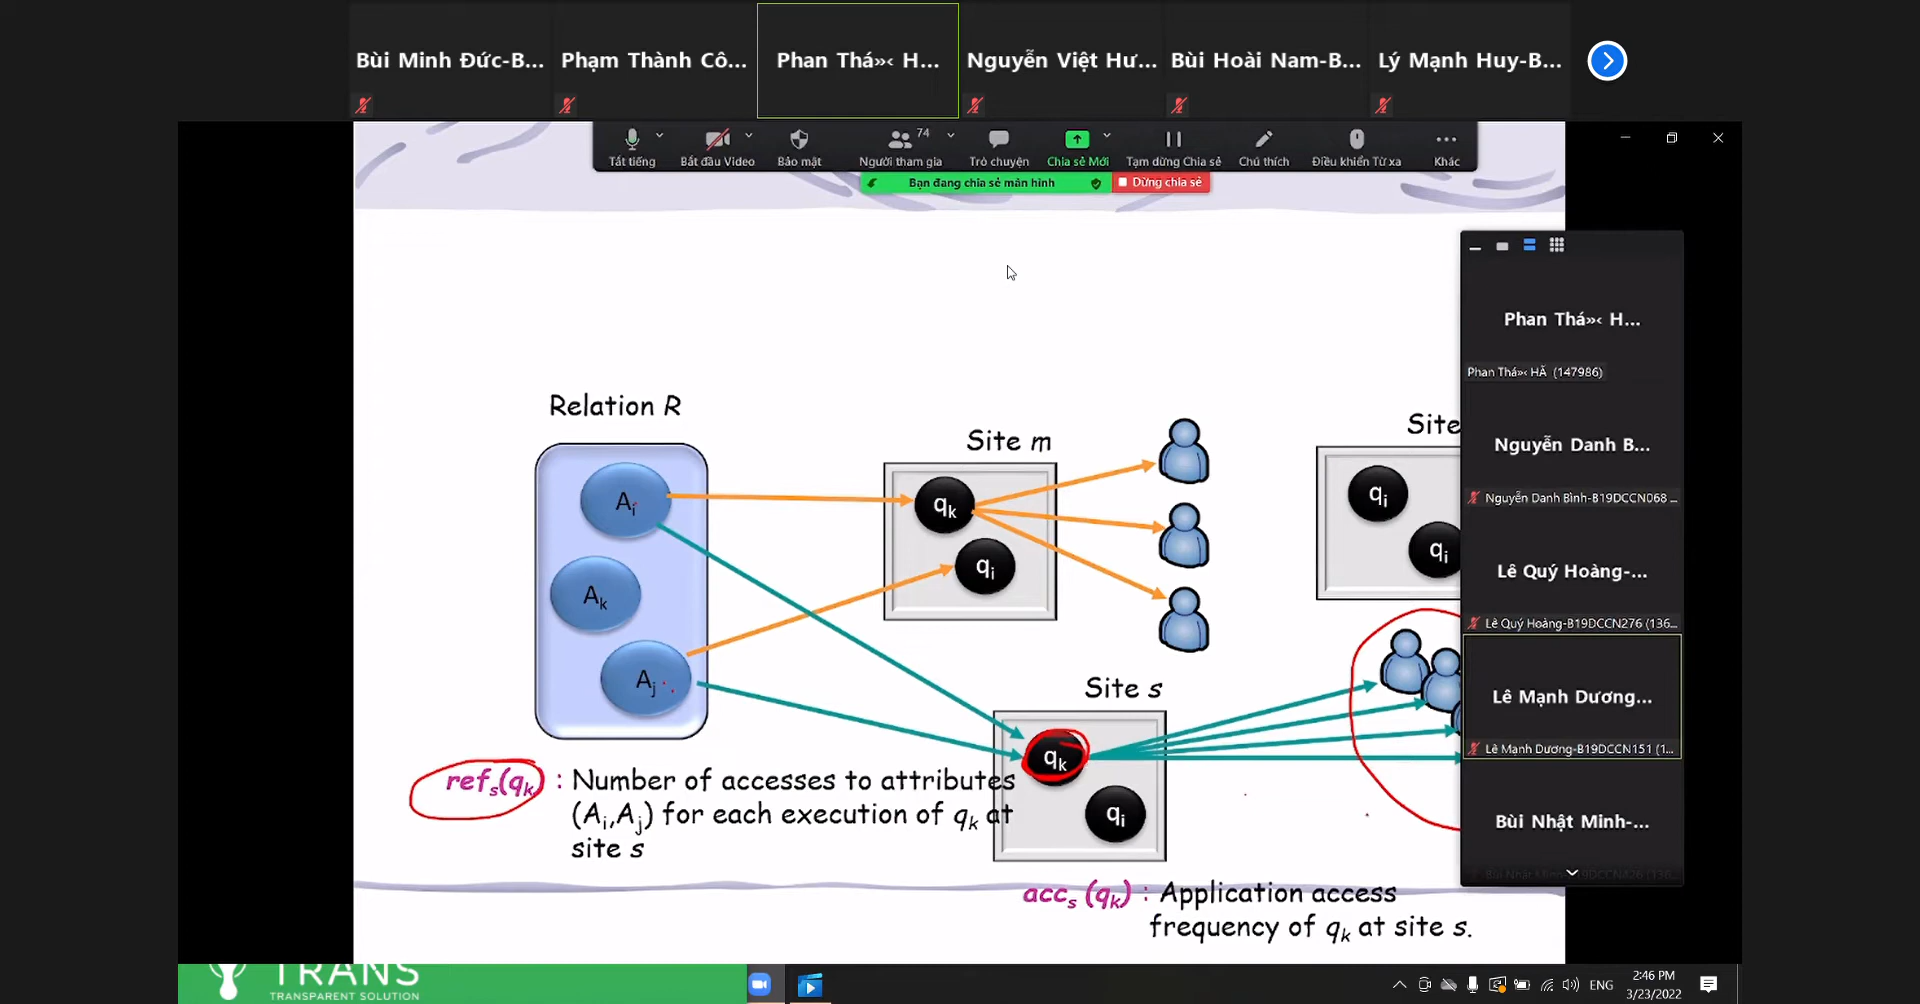 Bùi Minh Đức-B...
Phạm Thành Cô...
Phan Thá»‹ H...
Nguyễn Việt Hư...
Bùi Hoài Nam-B...
Lý Mạnh Huy-B...
74
Tắt tiếng
Bắt đầu Video
Bảo mật
Người tham gia
Trò chuyện
Chia sẻ Mới
Tạm dừng Chia sẻ
Chú thích
Điều khiển Từ xa
Khác
Bạn đang chia sẻ màn hình
Dừng chia sẻ
Phan Thá»‹ H...
Phan Thá»‹ HÃ (147986)
Nguyễn Danh B...
Nguyễn Danh Bình-B19DCCN068 ...
Lê Quý Hoàng-...
Lê Quý Hoàng-B19DCCN276 (136...
Lê Mạnh Dương...
Lê Mạnh Dương-B19DCCN151 (1...
Bùi Nhật Minh-...
Relation R
Ai
Ak
Aj
Site m
qk
qi
Site
qi
qi
Site s
qk
qi
refs(qk) : Number of accesses to attributes
(Ai,Aj) for each execution of qk at
site s
accs (qk) : Application access
frequency of qk at site s.
TRANS
TRANSPARENT SOLUTION
ENG
2:46 PM
3/23/2022